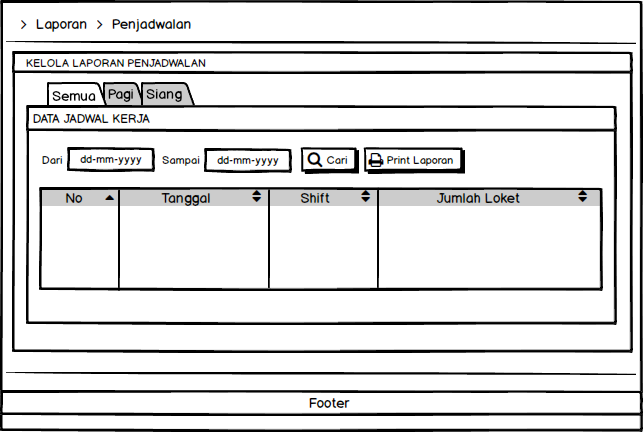 > Laporan > Penjadwalan
KELOLA LAPORAN PENJADWALAN
Semua Pagi Siang
DATA JADWAL KERJA
Dari dd-mm-yyyy Sampai dd-mm-yyyy Cari Print Laporan
No Tanggal Shift Jumlah Loket
Footer